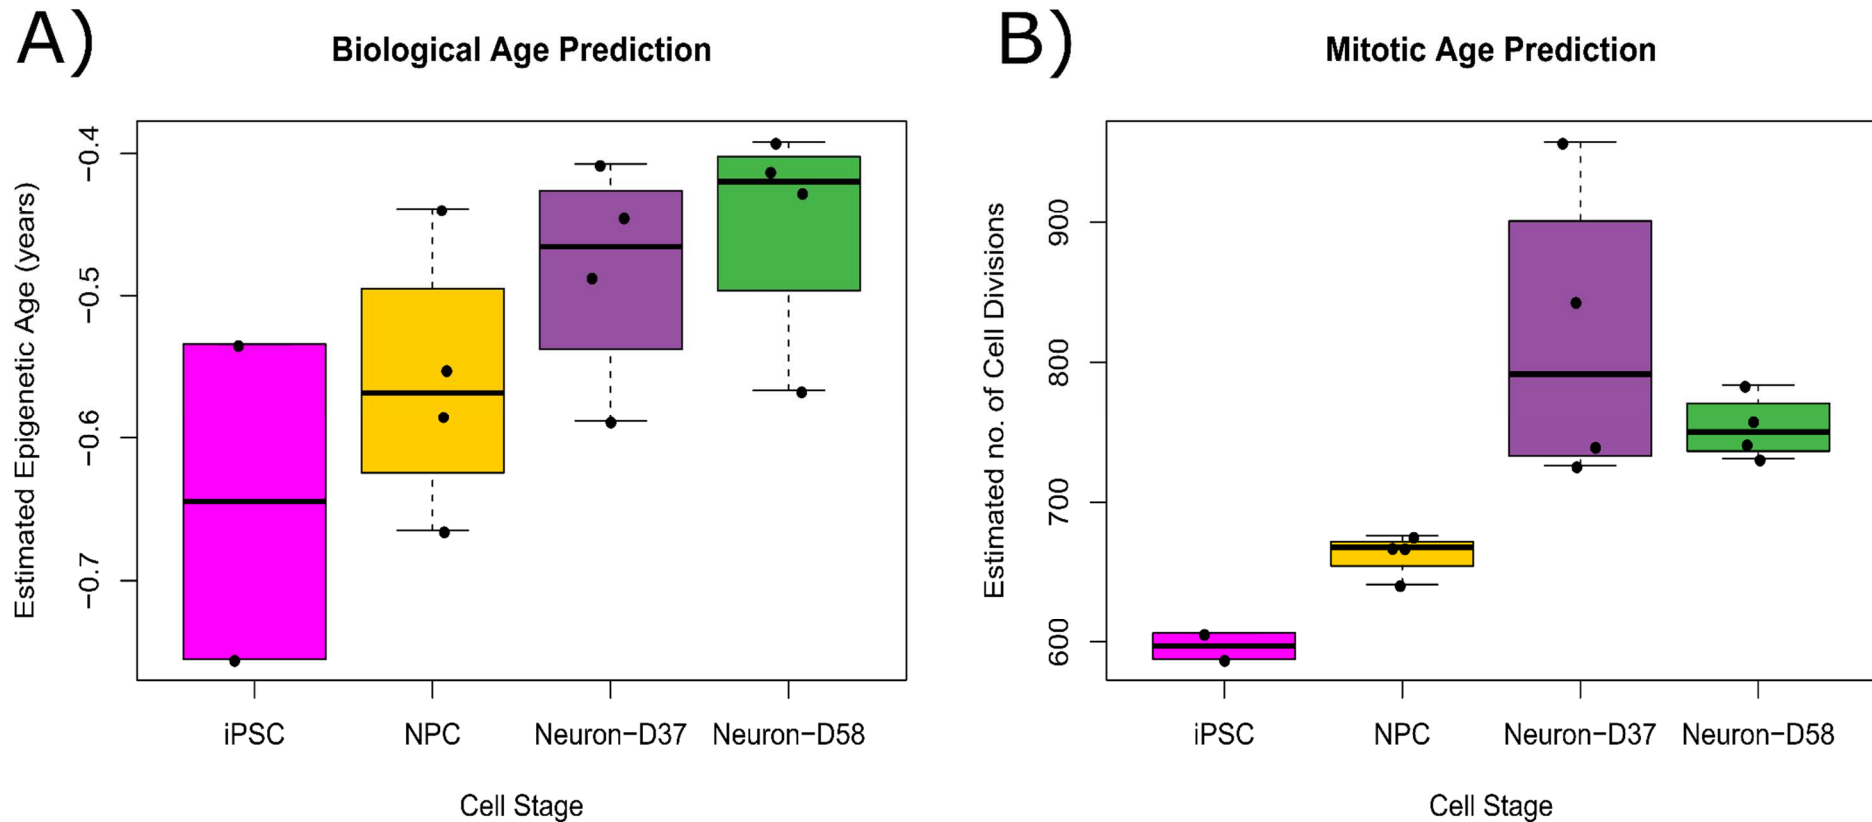 A)
Biological Age Prediction
Estimated Epigenetic Age (years)
−0.4
−0.5
−0.6
−0.7
iPSC
NPC
Neuron−D37
Neuron−D58
Cell Stage
B)
Mitotic Age Prediction
Estimated no. of Cell Divisions
900
800
700
600
iPSC
NPC
Neuron−D37
Neuron−D58
Cell Stage